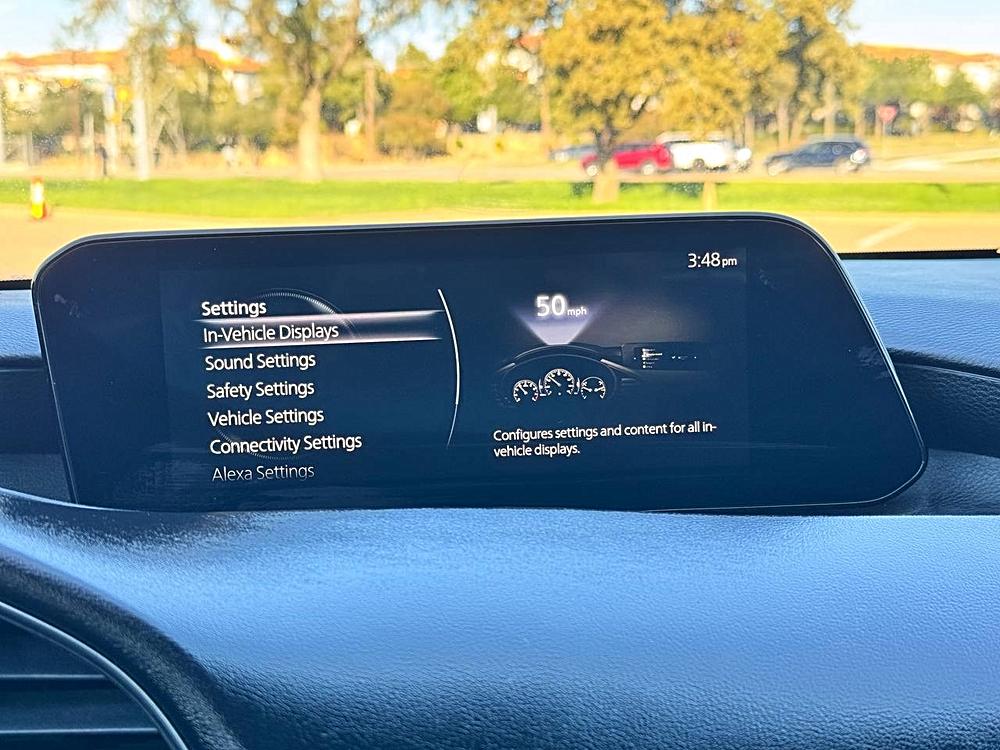 3:48pm
Settings
In-Vehicle Displays
Sound Settings
Safety Settings
Vehicle Settings
Connectivity Settings
Alexa Settings
50 mph
Configures settings and content for all in-
vehicle displays.